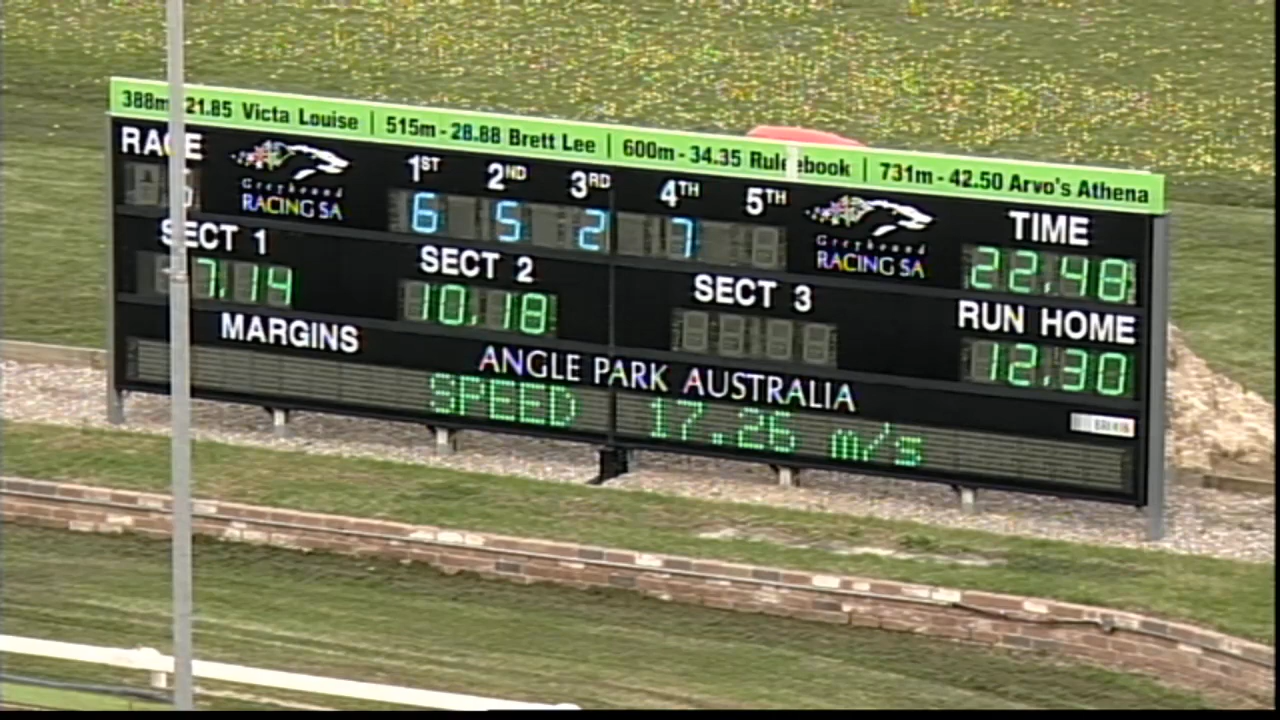 388m - 21.85 Victa Louise | 515m - 28.88 Brett Lee | 600m - 34.35 Rulebook | 731m - 42.50 Arvo's Athena
RACE
Greyhound
RACING SA
1ST 2ND 3RD 4TH 5TH
6 5 2 7
Greyhound
RACING SA
TIME
22.48
SECT 1
7.14
SECT 2
10.18
SECT 3
RUN HOME
12.30
MARGINS
ANGLE PARK AUSTRALIA
SPEED 17.26 m/s